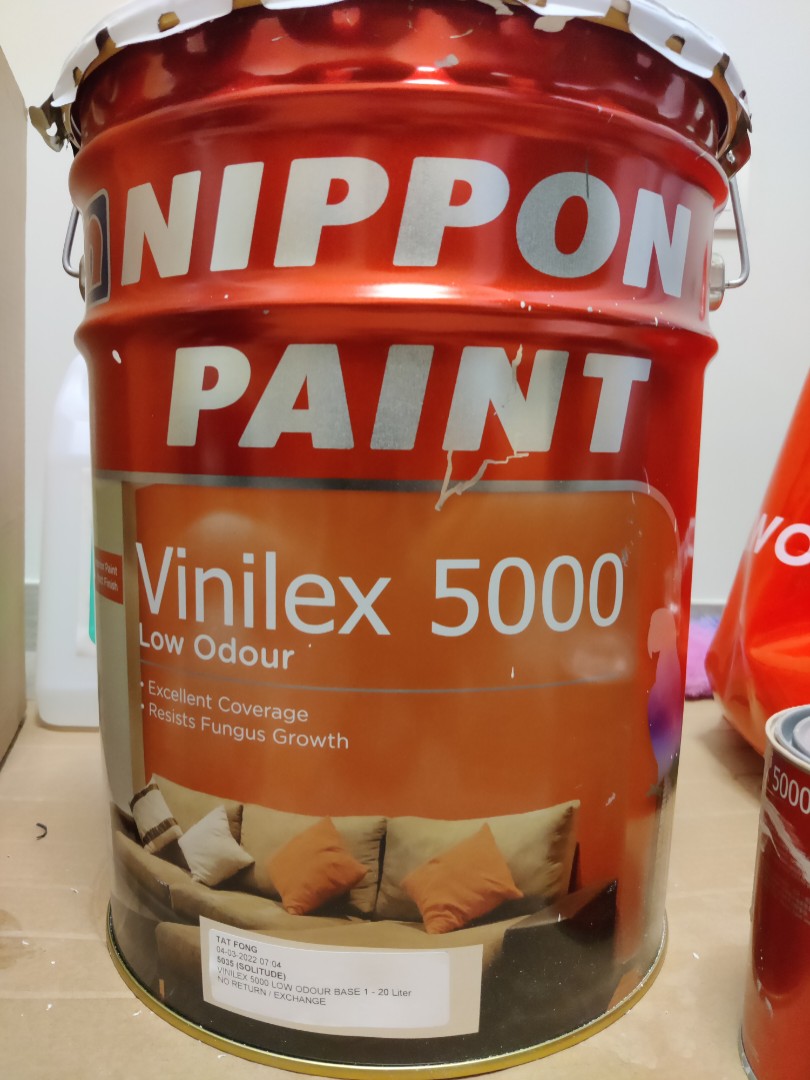 NIPPON
PAINT
Vinilex 5000
Low Odour
• Excellent Coverage
• Resists Fungus Growth
TAT FONG
04-03-2022 07:04
5035 (SOLITUDE)
VINILEX 5000 LOW ODOUR BASE 1 - 20 Liter
NO RETURN / EXCHANGE
5000